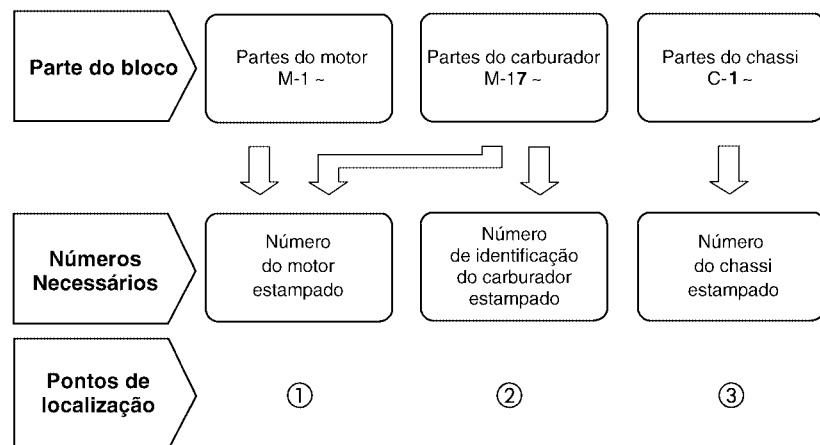 Parte do bloco
Partes do motor
M-1 ~
Partes do carburador
M-17 ~
Partes do chassi
C-1 ~
Números
Necessários
Número
do motor
estampado
Número
de identificação
do carburador
estampado
Número
do chassi
estampado
Pontos de
localização
①
②
③